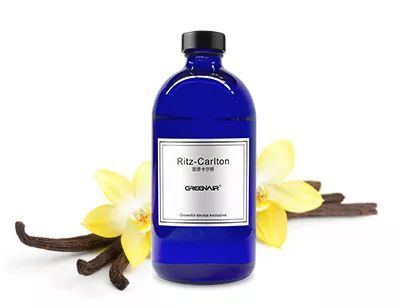 Ritz-Carlton
丽思卡尔顿
GREENAIR®
GreenAir device exclusive